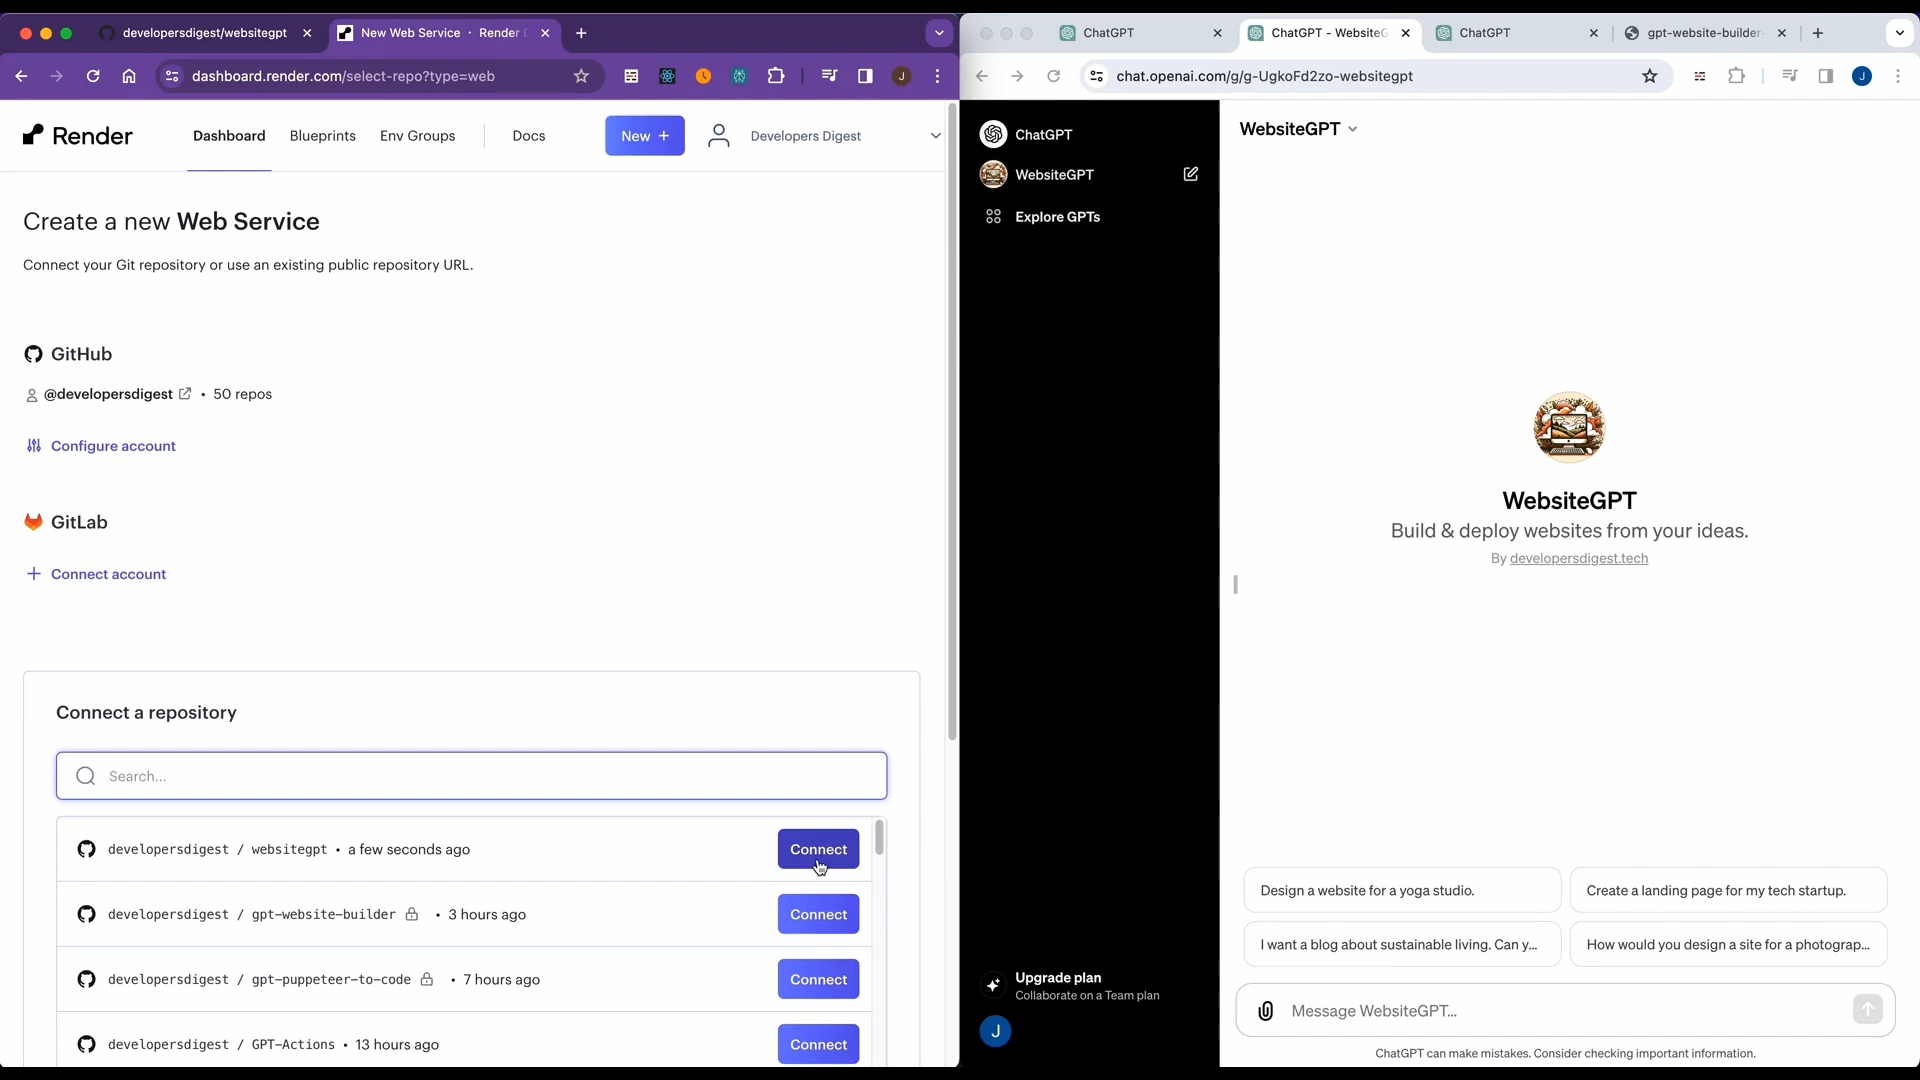 developersdigest/websitegpt
New Web Service · Render
dashboard.render.com/select-repo?type=web
J
Render
Dashboard
Blueprints
Env Groups
Docs
New +
Developers Digest
Create a new Web Service
Connect your Git repository or use an existing public repository URL.
GitHub
@developersdigest • 50 repos
Configure account
GitLab
+ Connect account
Connect a repository
Search...
developersdigest / websitegpt • a few seconds ago
Connect
developersdigest / gpt-website-builder • 3 hours ago
Connect
developersdigest / gpt-puppeteer-to-code • 7 hours ago
Connect
developersdigest / GPT-Actions • 13 hours ago
Connect
ChatGPT
ChatGPT - WebsiteG
ChatGPT
gpt-website-builder-
chat.openai.com/g/g-UgkoFd2zo-websitegpt
J
ChatGPT
WebsiteGPT
Explore GPTs
Upgrade plan
Collaborate on a Team plan
J
WebsiteGPT
WebsiteGPT
Build & deploy websites from your ideas.
By developersdigest.tech
Design a website for a yoga studio.
Create a landing page for my tech startup.
I want a blog about sustainable living. Can y...
How would you design a site for a photograp...
Message WebsiteGPT...
ChatGPT can make mistakes. Consider checking important information.